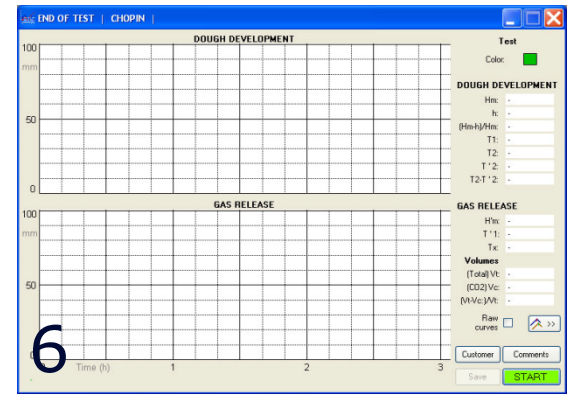 END OF TEST | CHOPIN |
DOUGH DEVELOPMENT
100
mm
50
0
GAS RELEASE
100
mm
50
6
Time (h)
1
2
3
Test
Color:
DOUGH DEVELOPMENT
Hm: -
h: -
(Hm-h)/Hm: -
T1: -
T2: -
T'2: -
T2-T'2: -
GAS RELEASE
H'm: -
T'1: -
Tx: -
Volumes
(Total) Vt: -
(CO2) Vc: -
(Vt-Vc.)/Vt: -
Raw
curves
>>
Customer
Comments
Save
START